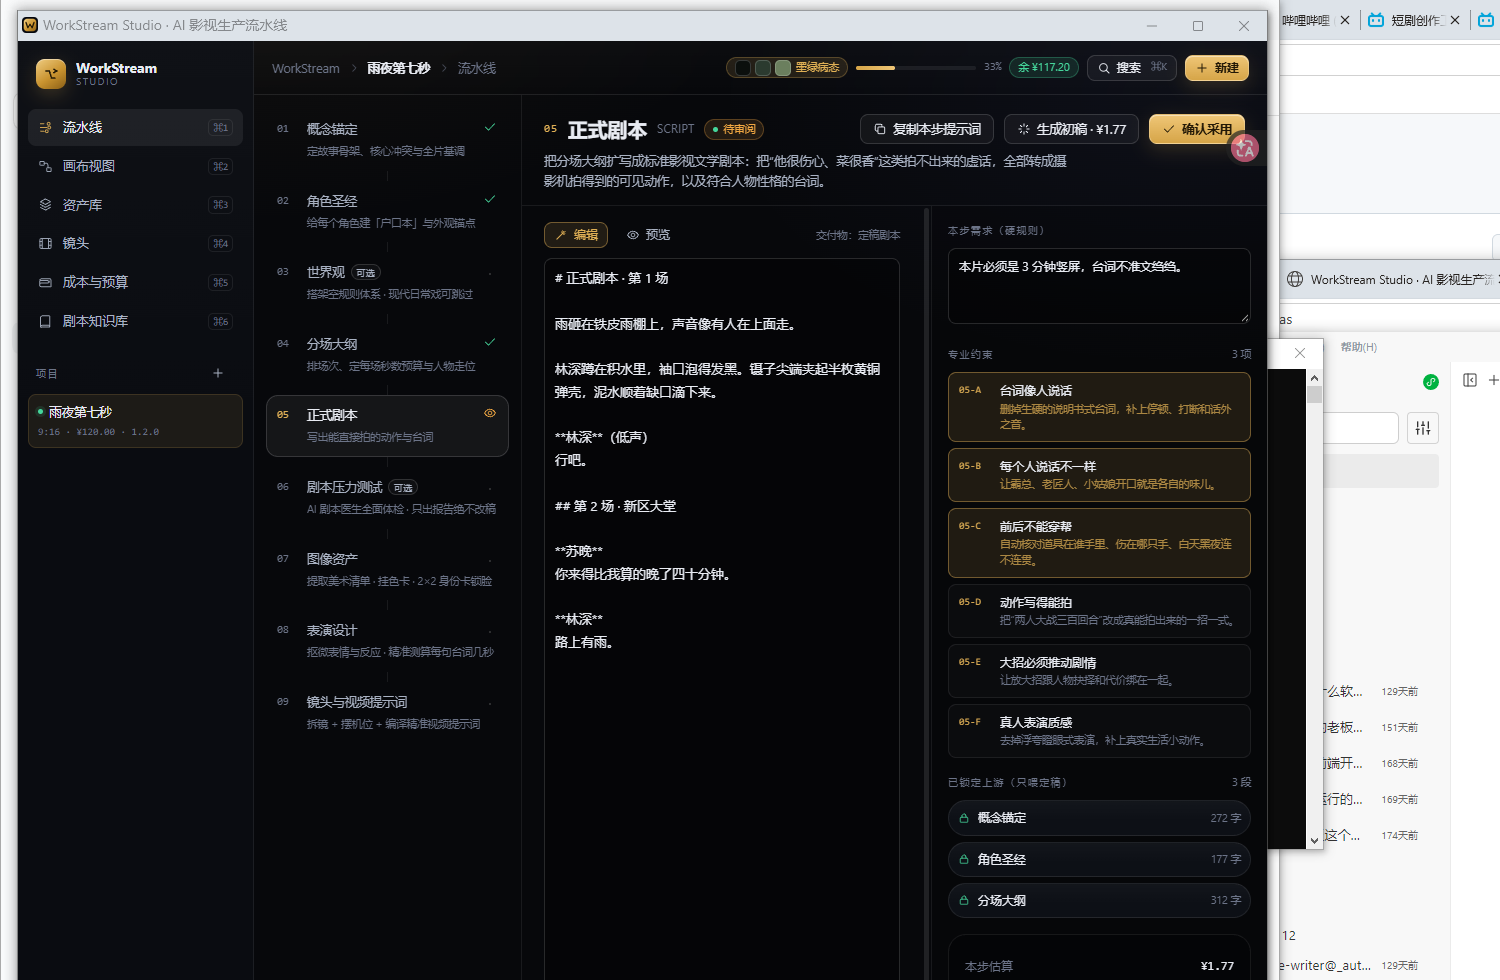 WorkStream Studio · AI 影视生产流水线
WorkStream
STUDIO
流水线 ⌘1
画布视图 ⌘2
资产库 ⌘3
镜头 ⌘4
成本与预算 ⌘5
剧本知识库 ⌘6
项目
雨夜第七秒
9:16 · ¥120.00 · 1.2.0
WorkStream > 雨夜第七秒 > 流水线
墨绿病态
33%
余 ¥117.20
搜索 ⌘K
新建
01 概念锚定
定故事骨架、核心冲突与全片基调
02 角色圣经
给每个角色建「户口本」与外观锚点
03 世界观 可选
搭架空规则体系 · 现代日常戏可跳过
04 分场大纲
排场次、定每场秒数预算与人物走位
05 正式剧本
写出能直接拍的动作与台词
06 剧本压力测试 可选
AI 剧本医生全面体检 · 只出报告绝不改稿
07 图像资产
提取美术清单 · 挂色卡 · 2×2 身份卡锁脸
08 表演设计
抠微表情与反应 · 精准测算每句台词几秒
09 镜头与视频提示词
拆镜 + 摆机位 + 编译精准视频提示词
05 正式剧本 SCRIPT 待审阅
复制本步提示词
生成初稿 · ¥1.77
确认采用
把分场大纲扩写成标准影视文学剧本：把“他很伤心、菜很香”这类拍不出来的虚话，全部转成摄
影机拍得到的可见动作，以及符合人物性格的台词。
编辑
预览
交付物：定稿剧本
# 正式剧本 · 第 1 场
雨砸在铁皮雨棚上，声音像有人在上面走。
林深蹲在积水里，袖口泡得发黑。镊子尖端夹起半枚黄铜
弹壳，泥水顺着缺口滴下来。
**林深**（低声）
行吧。
## 第 2 场 · 新区大堂
**苏晚**
你来得比我算的晚了四十分钟。
**林深**
路上有雨。
本步需求（硬规则）
本片必须是 3 分钟竖屏，台词不准文绉绉。
专业约束 3 项
05-A 台词像人说话
删掉生硬的说明书式台词，补上停顿、打断和话外
之音。
05-B 每个人说话不一样
让霸总、老匠人、小姑娘开口就是各自的味儿。
05-C 前后不能穿帮
自动核对道具在谁手里、伤在哪只手、白天黑夜连
不连贯。
05-D 动作写得能拍
把“两人大战三百回合”改成真能拍出来的一招一式。
05-E 大招必须推动剧情
让放大招跟人物抉择和代价绑在一起。
05-F 真人表演质感
去掉浮夸瞪眼式表演，补上真实生活小动作。
已锁定上游（只喂定稿） 3 段
概念锚定 272 字
角色圣经 177 字
分场大纲 312 字
本步估算 ¥1.77
哔哩哔哩
短剧创作
WorkStream Studio · AI 影视生产流
as
帮助(H)
什么软... 129天前
的老板... 151天前
前端开... 168天前
运行的... 169天前
这个... 174天前
12
e-writer@_aut... 129天前